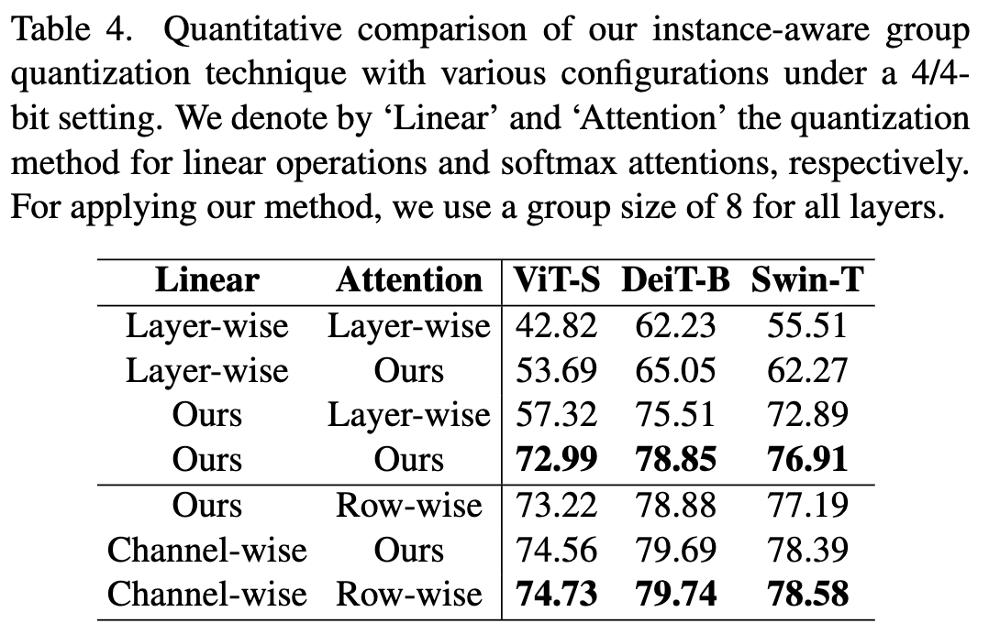 Table 4. Quantitative comparison of our instance-aware group
quantization technique with various configurations under a 4/4-
bit setting. We denote by ‘Linear’ and ‘Attention’ the quantization
method for linear operations and softmax attentions, respectively.
For applying our method, we use a group size of 8 for all layers.
Linear Attention ViT-S DeiT-B Swin-T
Layer-wise Layer-wise 42.82 62.23 55.51
Layer-wise Ours 53.69 65.05 62.27
Ours Layer-wise 57.32 75.51 72.89
Ours Ours 72.99 78.85 76.91
Ours Row-wise 73.22 78.88 77.19
Channel-wise Ours 74.56 79.69 78.39
Channel-wise Row-wise 74.73 79.74 78.58